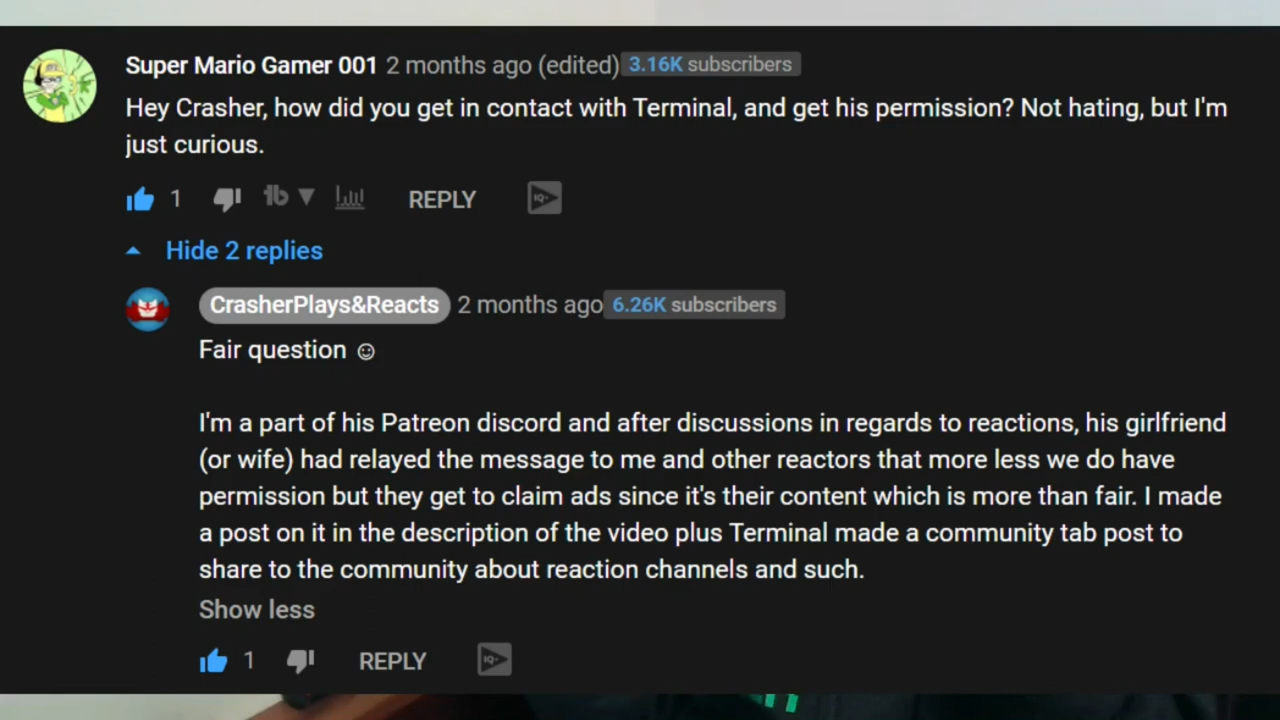 Super Mario Gamer 001 2 months ago (edited) 3.16K subscribers
Hey Crasher, how did you get in contact with Terminal, and get his permission? Not hating, but I'm
just curious.
1 tb REPLY IQ
Hide 2 replies
CrasherPlays&Reacts 2 months ago 6.26K subscribers
Fair question ☺
I'm a part of his Patreon discord and after discussions in regards to reactions, his girlfriend
(or wife) had relayed the message to me and other reactors that more less we do have
permission but they get to claim ads since it's their content which is more than fair. I made
a post on it in the description of the video plus Terminal made a community tab post to
share to the community about reaction channels and such.
Show less
1 REPLY IQ